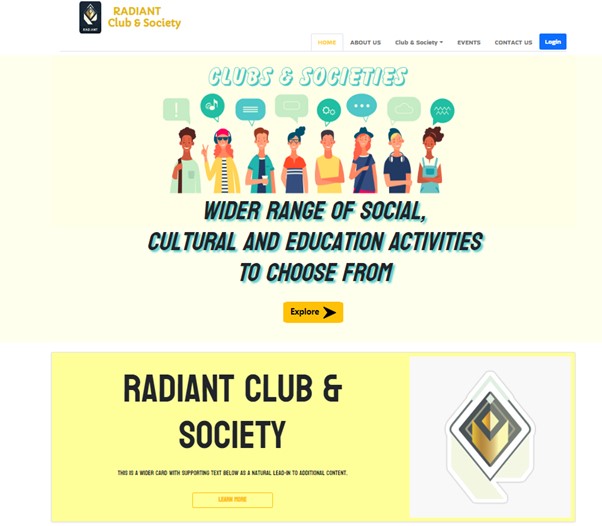 RADIANT
Club & Society
RADIANT
HOME ABOUT US Club & Society EVENTS CONTACT US Login
CLUBS & SOCIETIES
WIDER RANGE OF SOCIAL,
CULTURAL AND EDUCATION ACTIVITIES
TO CHOOSE FROM
Explore
RADIANT CLUB &
SOCIETY
THIS IS A WIDER CARD WITH SUPPORTING TEXT BELOW AS A NATURAL LEAD-IN TO ADDITIONAL CONTENT.
LEARN MORE